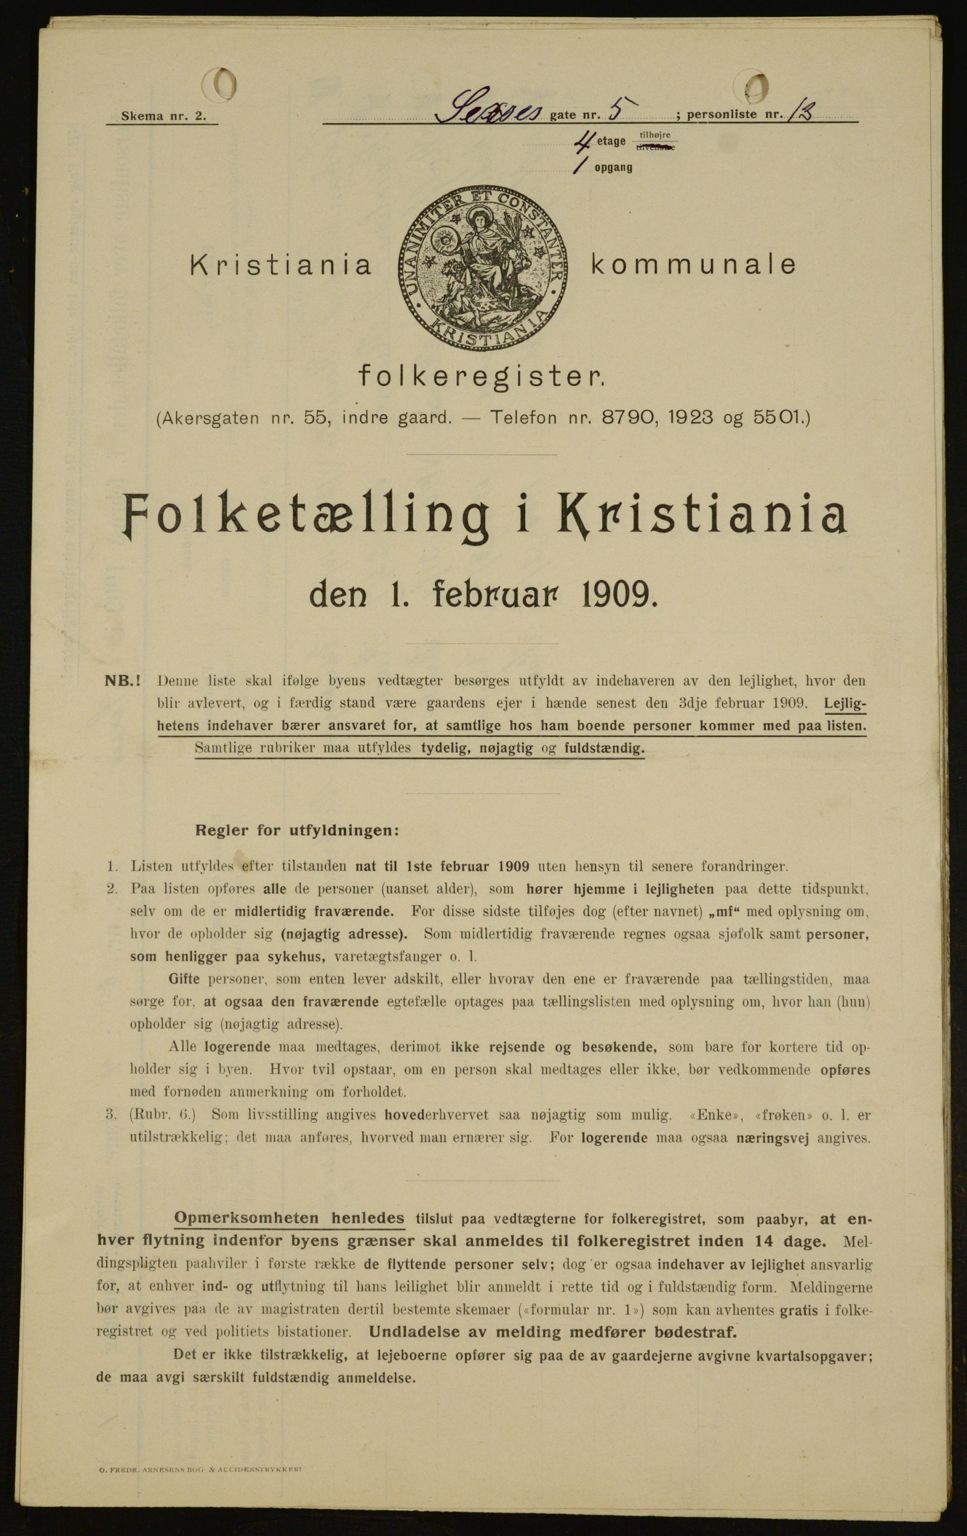 Skema nr. 2.
gate nr. 5 ; personliste nr. 13
4 etage tilhøjre
1 opgang
UNANIMITER ET CONSTANTER
KRISTIANIA
Kristiania kommunale
folkeregister.
(Akersgaten nr. 55, indre gaard. — Telefon nr. 8790, 1923 og 5501.)
Folketælling i Kristiania
den 1. februar 1909.
NB.! Denne liste skal ifølge byens vedtægter besørges utfyldt av indehaveren av den lejlighet, hvor den
blir avlevert, og i færdig stand være gaardens ejer i hænde senest den 3dje februar 1909. Lejlig-
hetens indehaver bærer ansvaret for, at samtlige hos ham boende personer kommer med paa listen.
Samtlige rubriker maa utfyldes tydelig, nøjagtig og fuldstændig.
Regler for utfyldningen:
1. Listen utfyldes efter tilstanden nat til 1ste februar 1909 uten hensyn til senere forandringer.
2. Paa listen opføres alle de personer (uanset alder), som hører hjemme i lejligheten paa dette tidspunkt,
selv om de er midlertidig fraværende. For disse sidste tilføjes dog (efter navnet) „mf“ med oplysning om,
hvor de opholder sig (nøjagtig adresse). Som midlertidig fraværende regnes ogsaa sjøfolk samt personer,
som henligger paa sykehus, varetægtsfanger o. l.
Gifte personer, som enten lever adskilt, eller hvorav den ene er fraværende paa tællingstiden, maa
sørge for, at ogsaa den fraværende egtefælle optages paa tællingslisten med oplysning om, hvor han (hun)
opholder sig (nøjagtig adresse).
Alle logerende maa medtages, derimot ikke rejsende og besøkende, som bare for kortere tid op-
holder sig i byen. Hvor tvil opstaar, om en person skal medtages eller ikke, bør vedkommende opføres
med fornøden anmerkning om forholdet.
3. (Rubr. 6.) Som livsstilling angives hovederhvervet saa nøjagtig som mulig. «Enke», «frøken» o. l. er
utilstrækkelig; det maa anføres, hvorved man ernærer sig. For logerende maa ogsaa næringsvej angives.
Opmerksomheten henledes tilslut paa vedtægterne for folkeregistret, som paabyr, at en-
hver flytning indenfor byens grænser skal anmeldes til folkeregistret inden 14 dage. Mel-
dingspligten paahviler i første række de flyttende personer selv; dog er ogsaa indehaver av lejlighet ansvarlig
for, at enhver ind- og utflytning til hans leilighet blir anmeldt i rette tid og i fuldstændig form. Meldingerne
bør avgives paa de av magistraten dertil bestemte skemaer («formular nr. 1») som kan avhentes gratis i folke-
registret og ved politiets bistationer. Undladelse av melding medfører bødestraf.
Det er ikke tilstrækkelig, at lejeboerne opfører sig paa de av gaardejerne avgivne kvartalsopgaver;
de maa avgi særskilt fuldstændig anmeldelse.
O. FREDR. ARNESENS BOG- & ACCIDENSTRYKKERI